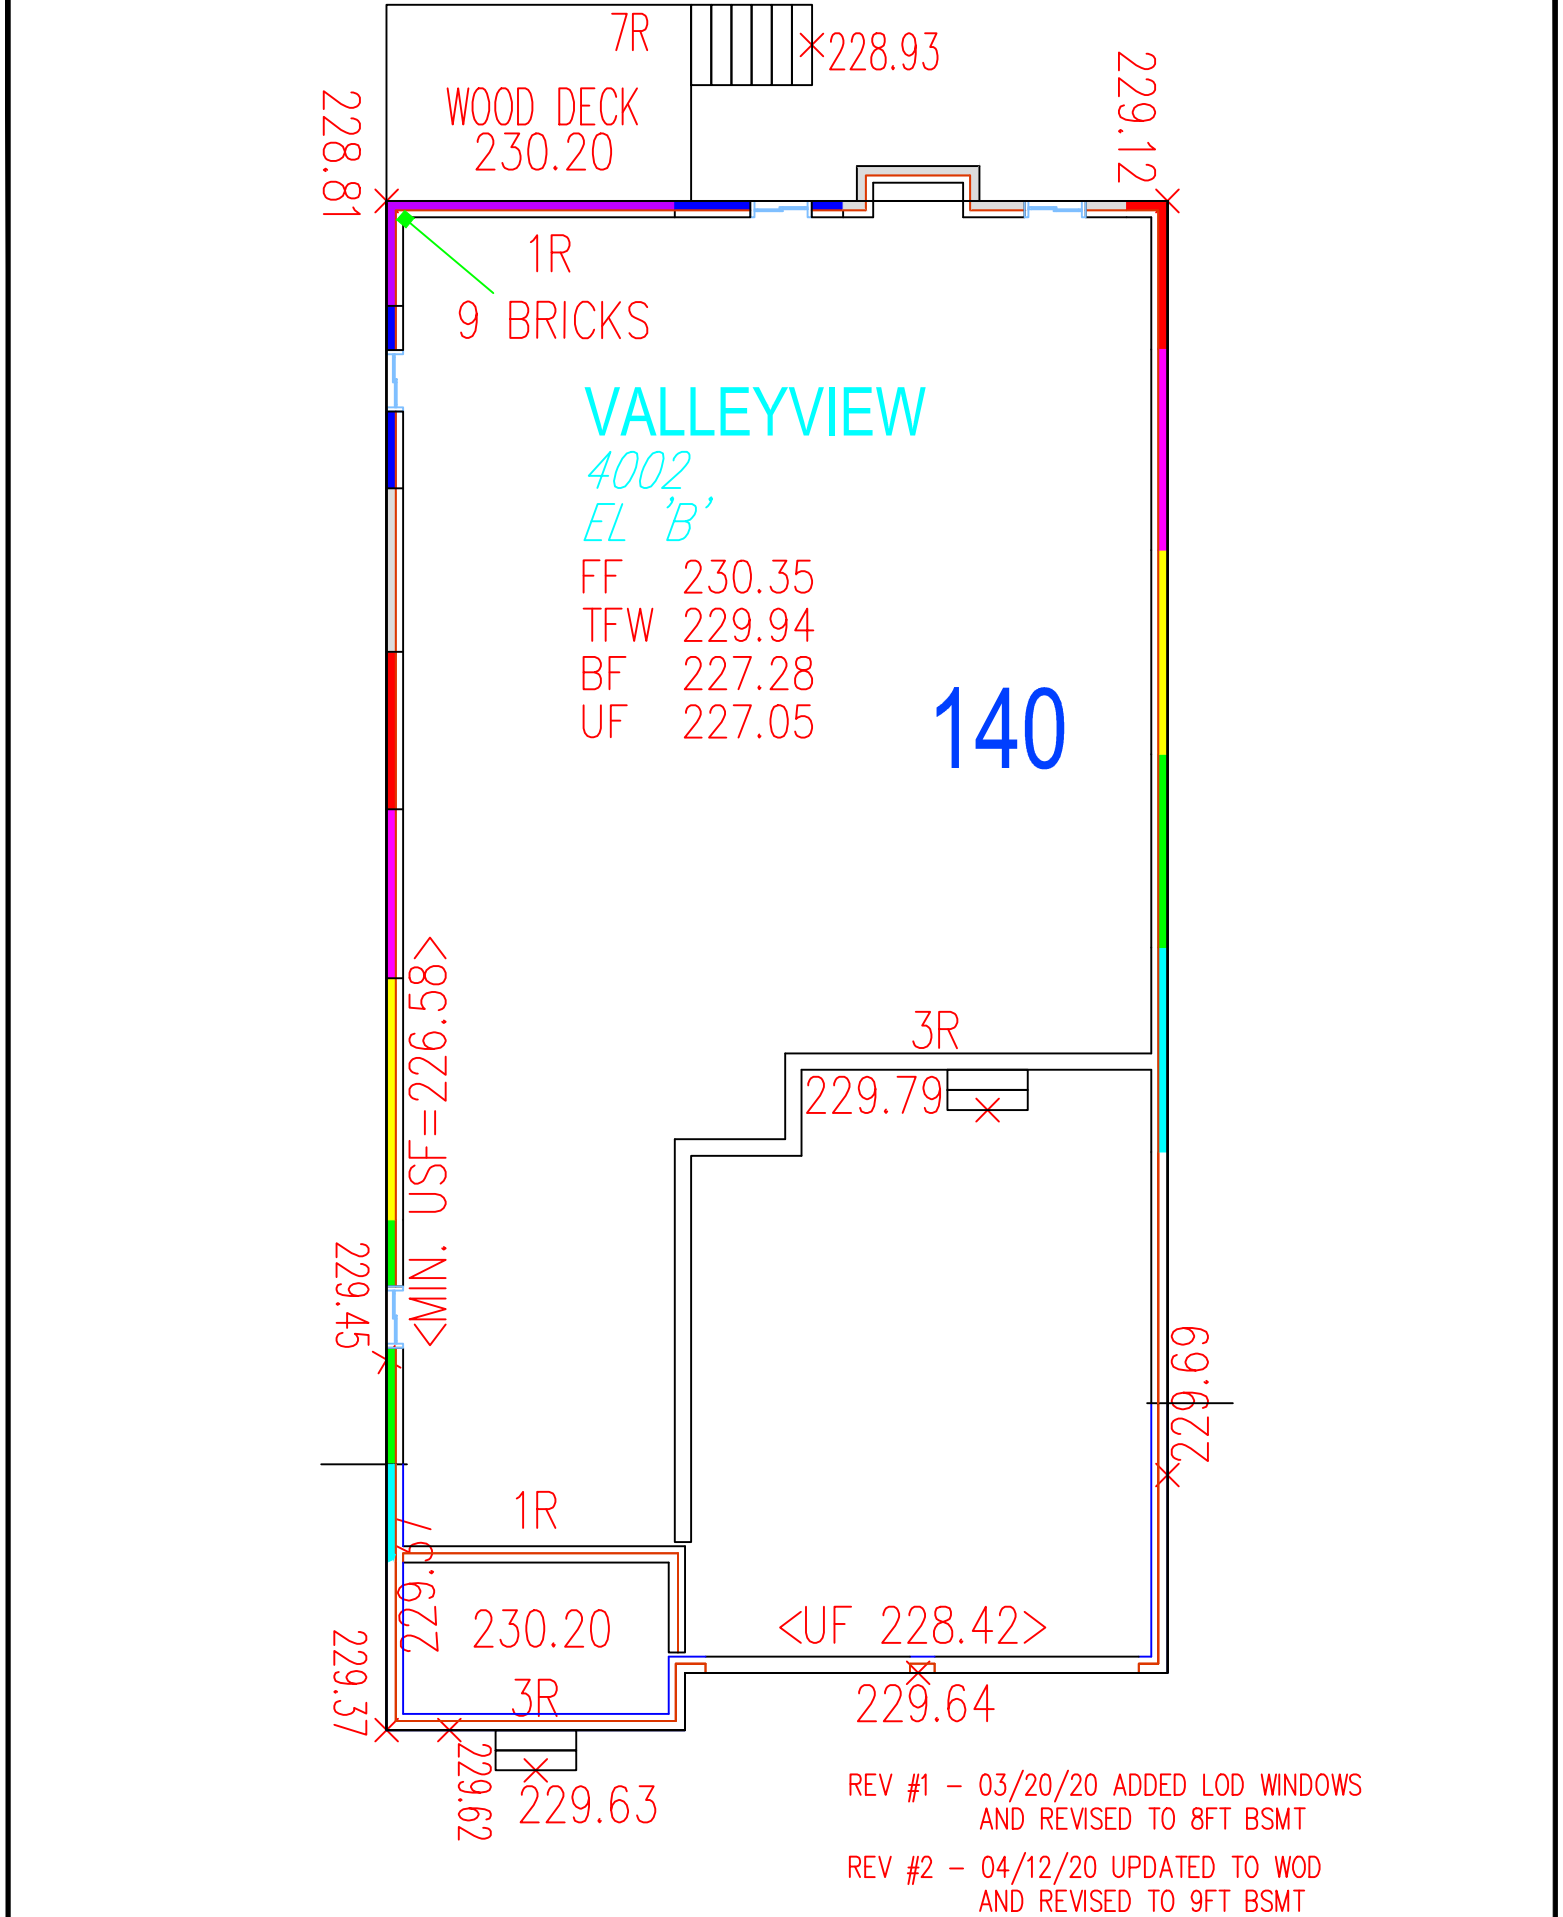 7R
228.93
229.12
228.81
WOOD DECK
230.20
1R
9 BRICKS
VALLEYVIEW
4002
EL 'B'
FF 230.35
TFW 229.94
BF 227.28
UF 227.05
140
<MIN. USF=226.58>
3R
229.79
229.45
229.69
1R
230.20
3R
<UF 228.42>
229.64
229.37
229.62
229.63
REV #1 - 03/20/20 ADDED LOD WINDOWS
AND REVISED TO 8FT BSMT
REV #2 - 04/12/20 UPDATED TO WOD
AND REVISED TO 9FT BSMT